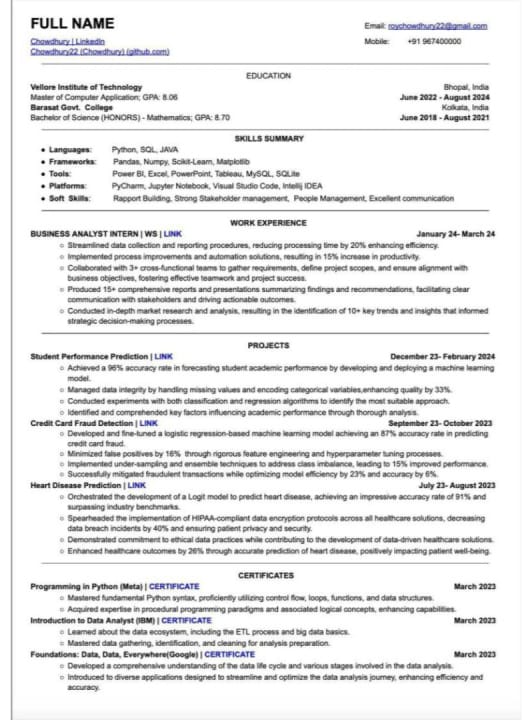 FULL NAME
Email: roychowdhury22@gmail.com
Chowdhury | LinkedIn
Mobile: +91 967400000
Chowdhury22 (Chowdhury) (github.com)
EDUCATION
Vellore Institute of Technology Bhopal, India
Master of Computer Application; GPA: 8.06 June 2022 - August 2024
Barasat Govt. College Kolkata, India
Bachelor of Science (HONORS) - Mathematics; GPA: 8.70 June 2018 - August 2021
SKILLS SUMMARY
• Languages: Python, SQL, JAVA
• Frameworks: Pandas, Numpy, Scikit-Learn, Matplotlib
• Tools: Power BI, Excel, PowerPoint, Tableau, MySQL, SQLite
• Platforms: PyCharm, Jupyter Notebook, Visual Studio Code, Intellij IDEA
• Soft Skills: Rapport Building, Strong Stakeholder management, People Management, Excellent communication
WORK EXPERIENCE
BUSINESS ANALYST INTERN | WS | LINK January 24- March 24
○ Streamlined data collection and reporting procedures, reducing processing time by 20% enhancing efficiency.
○ Implemented process improvements and automation solutions, resulting in 15% increase in productivity.
○ Collaborated with 3+ cross-functional teams to gather requirements, define project scopes, and ensure alignment with
business objectives, fostering effective teamwork and project success.
○ Produced 15+ comprehensive reports and presentations summarizing findings and recommendations, facilitating clear
communication with stakeholders and driving actionable outcomes.
○ Conducted in-depth market research and analysis, resulting in the identification of 10+ key trends and insights that informed
strategic decision-making processes.
PROJECTS
Student Performance Prediction | LINK December 23- February 2024
○ Achieved a 96% accuracy rate in forecasting student academic performance by developing and deploying a machine learning
model.
○ Managed data integrity by handling missing values and encoding categorical variables,enhancing quality by 33%.
○ Conducted experiments with both classification and regression algorithms to identify the most suitable approach.
○ Identified and comprehended key factors influencing academic performance through thorough analysis.
Credit Card Fraud Detection | LINK September 23- October 2023
○ Developed and fine-tuned a logistic regression-based machine learning model achieving an 87% accuracy rate in predicting
credit card fraud.
○ Minimized false positives by 16% through rigorous feature engineering and hyperparameter tuning processes.
○ Implemented under-sampling and ensemble techniques to address class imbalance, leading to 15% improved performance.
○ Successfully mitigated fraudulent transactions while optimizing model efficiency by 23% and accuracy by 6%.
Heart Disease Prediction | LINK July 23- August 2023
○ Orchestrated the development of a Logit model to predict heart disease, achieving an impressive accuracy rate of 91% and
surpassing industry benchmarks.
○ Spearheaded the implementation of HIPAA-compliant data encryption protocols across all healthcare solutions, decreasing
data breach incidents by 40% and ensuring patient privacy and security.
○ Demonstrated commitment to ethical data practices while contributing to the development of data-driven healthcare solutions.
○ Enhanced healthcare outcomes by 26% through accurate prediction of heart disease, positively impacting patient well-being.
CERTIFICATES
Programming in Python (Meta) | CERTIFICATE March 2023
○ Mastered fundamental Python syntax, proficiently utilizing control flow, loops, functions, and data structures.
○ Acquired expertise in procedural programming paradigms and associated logical concepts, enhancing capabilities.
Introduction to Data Analyst (IBM) | CERTIFICATE March 2023
○ Learned about the data ecosystem, including the ETL process and big data basics.
○ Mastered data gathering, identification, and cleaning for analysis preparation.
Foundations: Data, Data, Everywhere(Google) | CERTIFICATE March 2023
○ Developed a comprehensive understanding of the data life cycle and various stages involved in the data analysis.
○ Introduced to diverse applications designed to streamline and optimize the data analysis journey, enhancing efficiency and
accuracy.